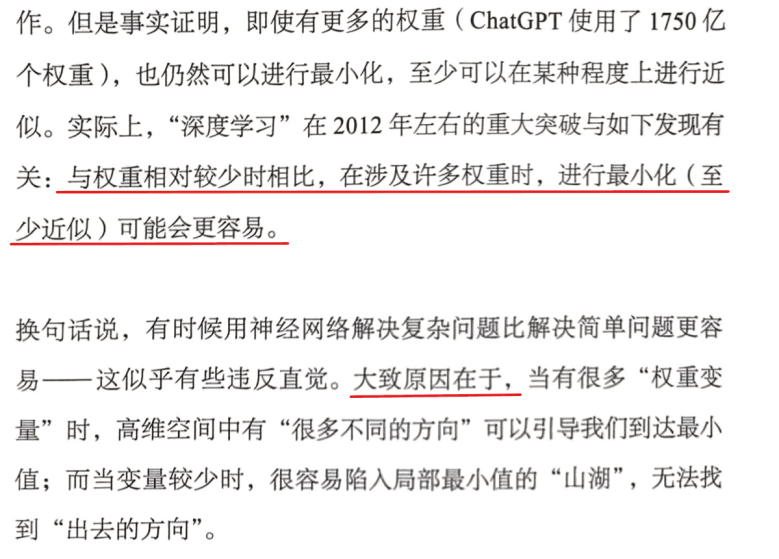 作。但是事实证明，即使有更多的权重（ChatGPT 使用了 1750 亿
个权重），也仍然可以进行最小化，至少可以在某种程度上进行近
似。实际上，“深度学习”在 2012 年左右的重大突破与如下发现有
关：与权重相对较少时相比，在涉及许多权重时，进行最小化（至
少近似）可能会更容易。
换句话说，有时候用神经网络解决复杂问题比解决简单问题更容
易——这似乎有些违反直觉。大致原因在于，当有很多“权重变
量”时，高维空间中有“很多不同的方向”可以引导我们到达最小
值；而当变量较少时，很容易陷入局部最小值的“山湖”，无法找
到“出去的方向”。